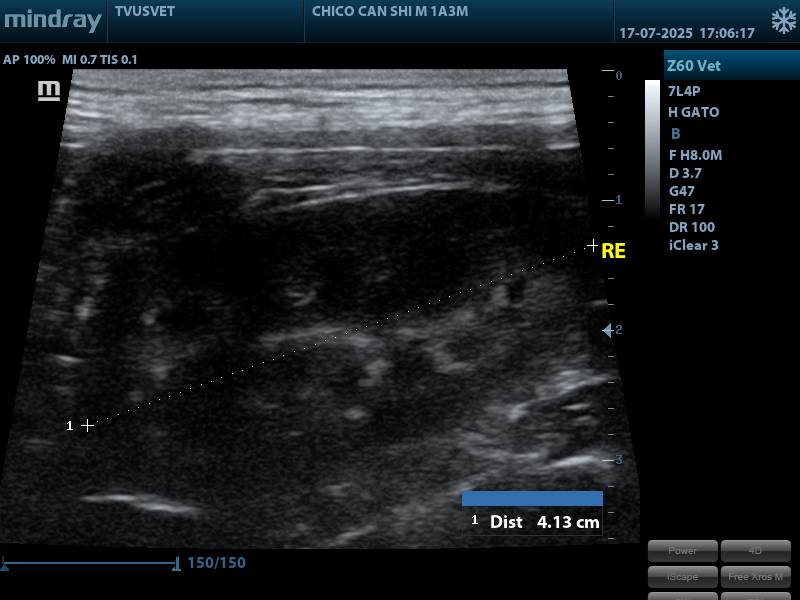 mindray
TVUSVET
CHICO CAN SHI M 1A3M
17-07-2025 17:06:17
AP 100% MI 0.7 TIS 0.1
m
Z60 Vet
7L4P
H GATO
B
F H8.0M
D 3.7
G47
FR 17
DR 100
iClear 3
0
1
RE
2
1
3
1 Dist 4.13 cm
150/150
Power
4D
iScape
Free Xros M